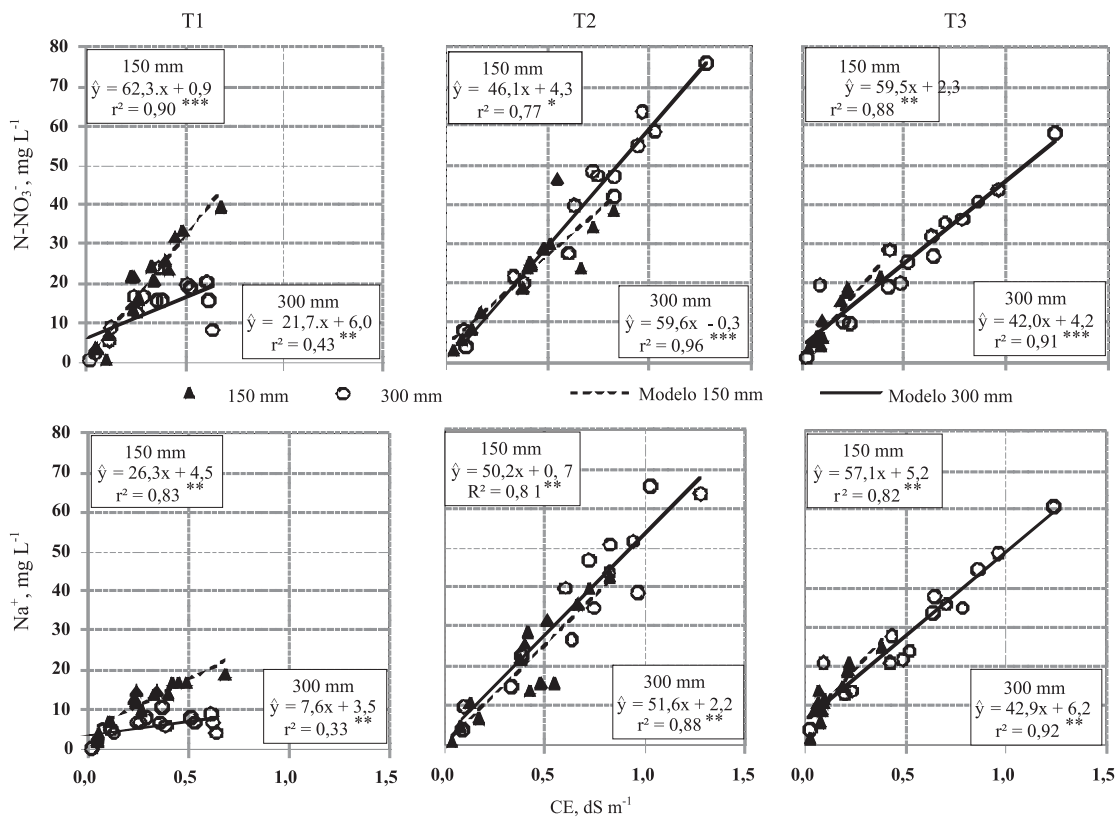 T1
T2
T3
N-NO₃⁻, mg L⁻¹
80
70
60
50
40
30
20
10
0
150 mm
ŷ = 62,3.x + 0,9
r² = 0,90 ***
300 mm
ŷ = 21,7.x + 6,0
r² = 0,43 **
150 mm
ŷ = 46,1x + 4,3
r² = 0,77 *
300 mm
ŷ = 59,6x - 0,3
r² = 0,96 ***
150 mm
ŷ = 59,5x + 2,3
r² = 0,88 **
300 mm
ŷ = 42,0x + 4,2
r² = 0,91 ***
150 mm
300 mm
Modelo 150 mm
Modelo 300 mm
Na⁺, mg L⁻¹
80
70
60
50
40
30
20
10
0
150 mm
ŷ = 26,3x + 4,5
r² = 0,83 **
300 mm
ŷ = 7,6x + 3,5
r² = 0,33 **
150 mm
ŷ = 50,2x + 0, 7
R² = 0,8 1 **
300 mm
ŷ = 51,6x + 2,2
r² = 0,88 **
150 mm
ŷ = 57,1x + 5,2
r² = 0,82 **
300 mm
ŷ = 42,9x + 6,2
r² = 0,92 **
0,0 0,5 1,0 1,5
0,0 0,5 1,0 1,5
0,0 0,5 1,0 1,5
CE, dS m⁻¹